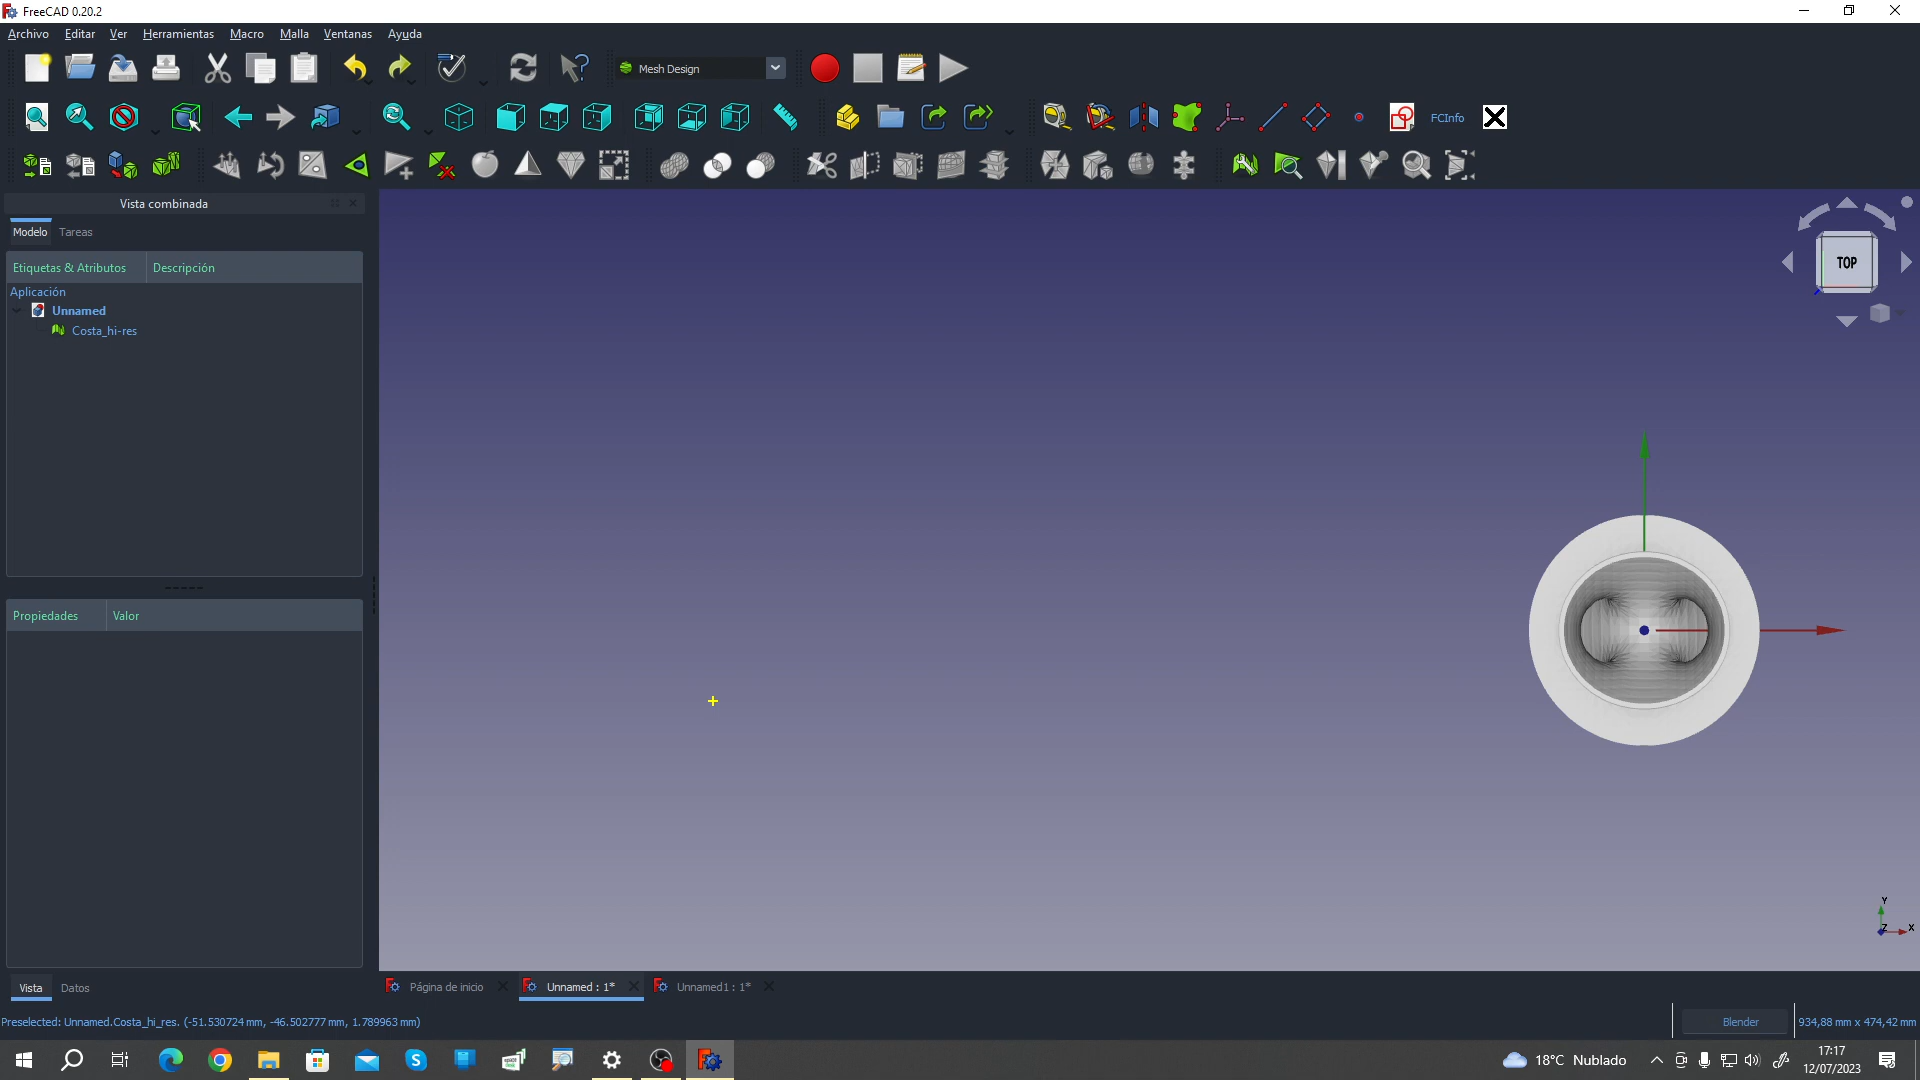 FreeCAD 0.20.2
Archivo Editar Ver Herramientas Macro Malla Ventanas Ayuda
Mesh Design
FCInfo
Vista combinada
Modelo Tareas
Etiquetas & Atributos Descripción
Aplicación
Unnamed
Costa_hi-res
TOP
Propiedades Valor
Y
Z X
Vista Datos
Página de inicio Unnamed : 1* Unnamed1 : 1*
Preselected: Unnamed.Costa_hi_res. (-51.530724 mm, -46.502777 mm, 1.789963 mm)
Blender 934,88 mm x 474,42 mm
18°C Nublado
17:17
12/07/2023